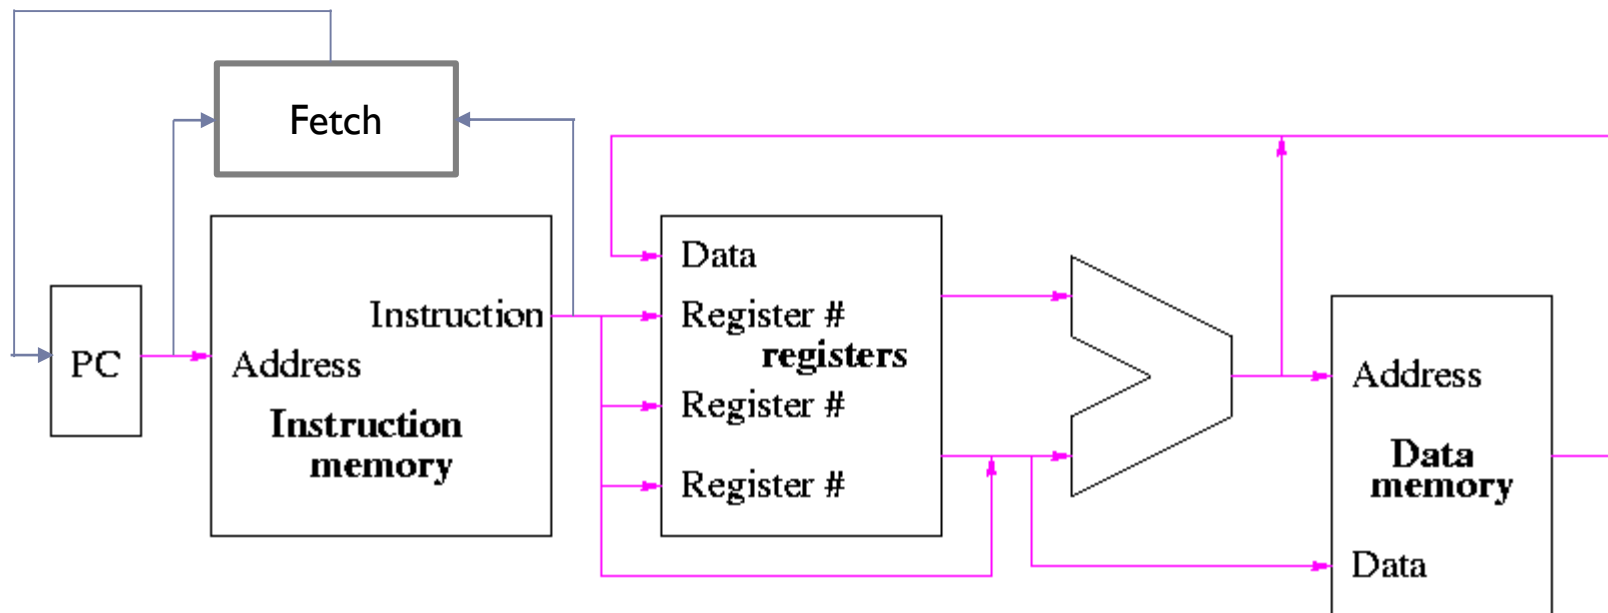 Fetch
PC
Instruction
Address
Instruction
memory
Data
Register #
registers
Register #
Register #
Address
Data
memory
Data